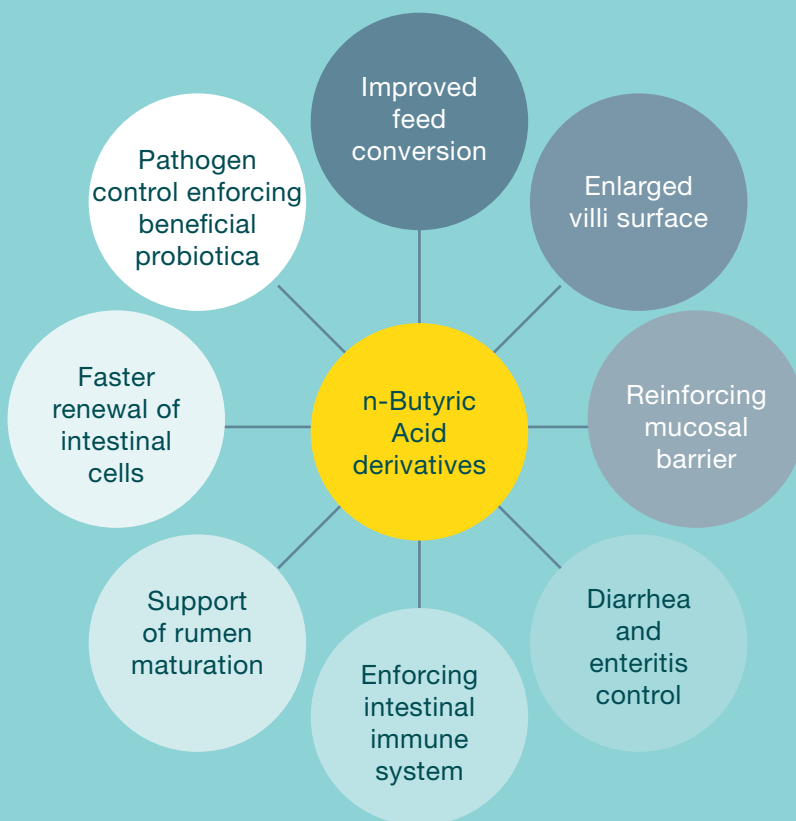 Improved
feed
conversion
Enlarged
villi surface
Reinforcing
mucosal
barrier
Diarrhea
and
enteritis
control
Enforcing
intestinal
immune
system
Support
of rumen
maturation
Faster
renewal of
intestinal
cells
Pathogen
control enforcing
beneficial
probiotica
n-Butyric
Acid
derivatives